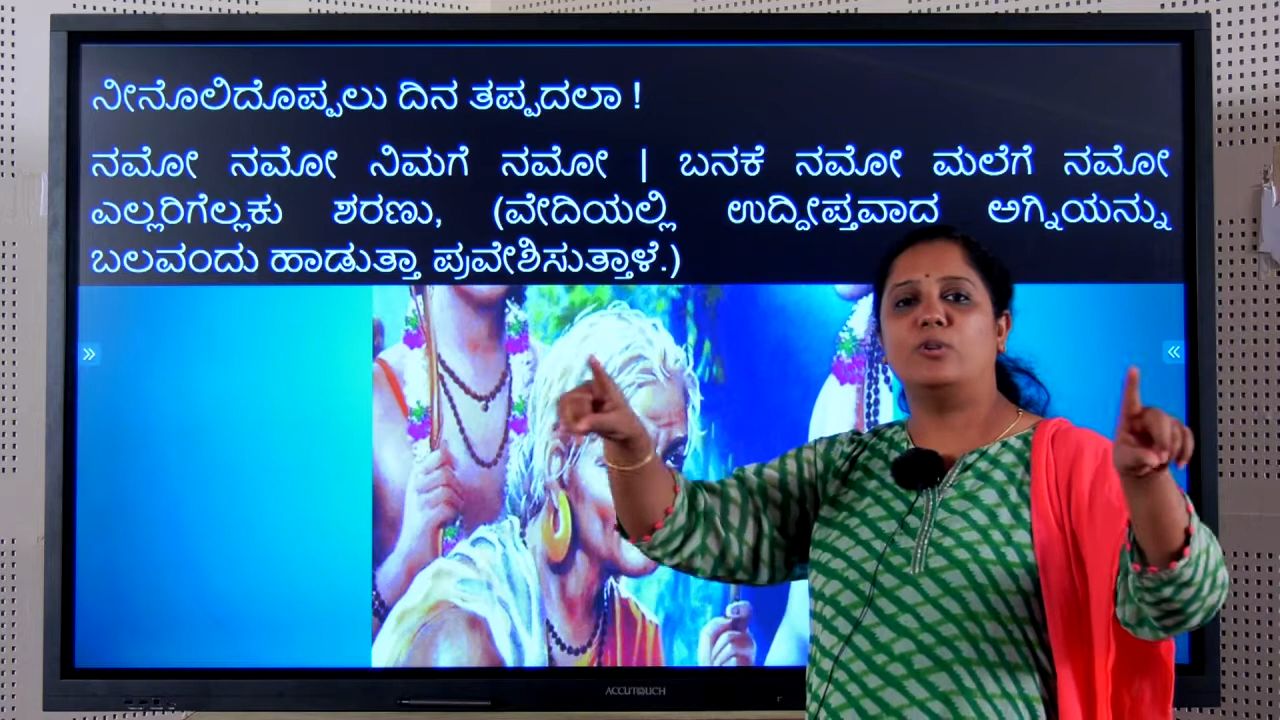 ನೀನೊಲಿದೊಪ್ಪಲು ದಿನ ತಪ್ಪದಲಾ !
ನಮೋ ನಮೋ ನಿಮಗೆ ನಮೋ | ಬನಕೆ ನಮೋ ಮಲೆಗೆ ನಮೋ
ಎಲ್ಲರಿಗೆಲ್ಲಕು ಶರಣು, (ವೇದಿಯಲ್ಲಿ ಉದ್ದೀಪ್ತವಾದ ಅಗ್ನಿಯನ್ನು
ಬಲವಂದು ಹಾಡುತ್ತಾ ಪ್ರವೇಶಿಸುತ್ತಾಳೆ.)
ACCUTOUCH